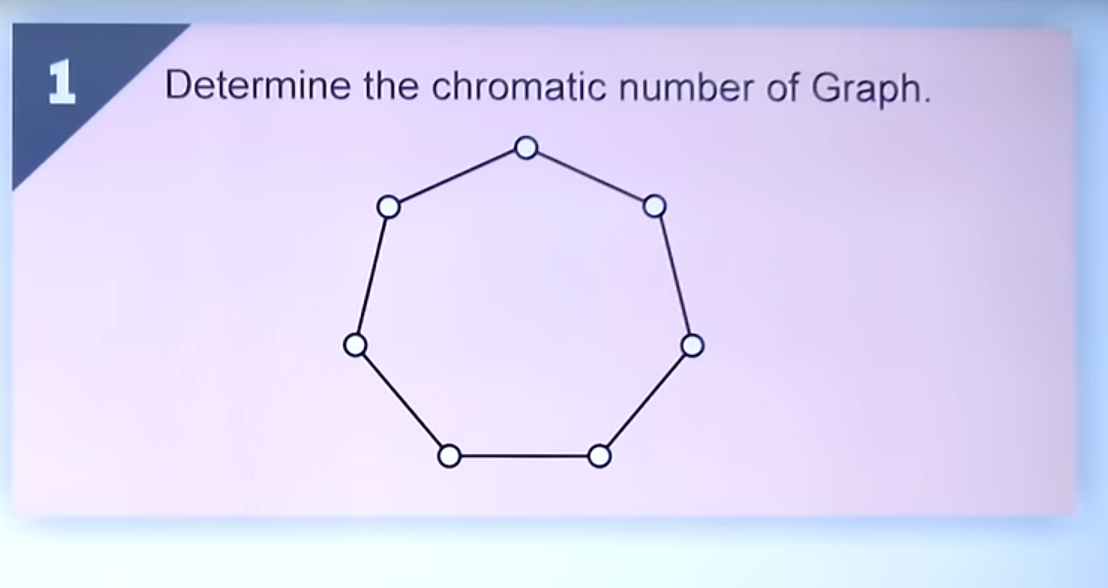 1
Determine the chromatic number of Graph.